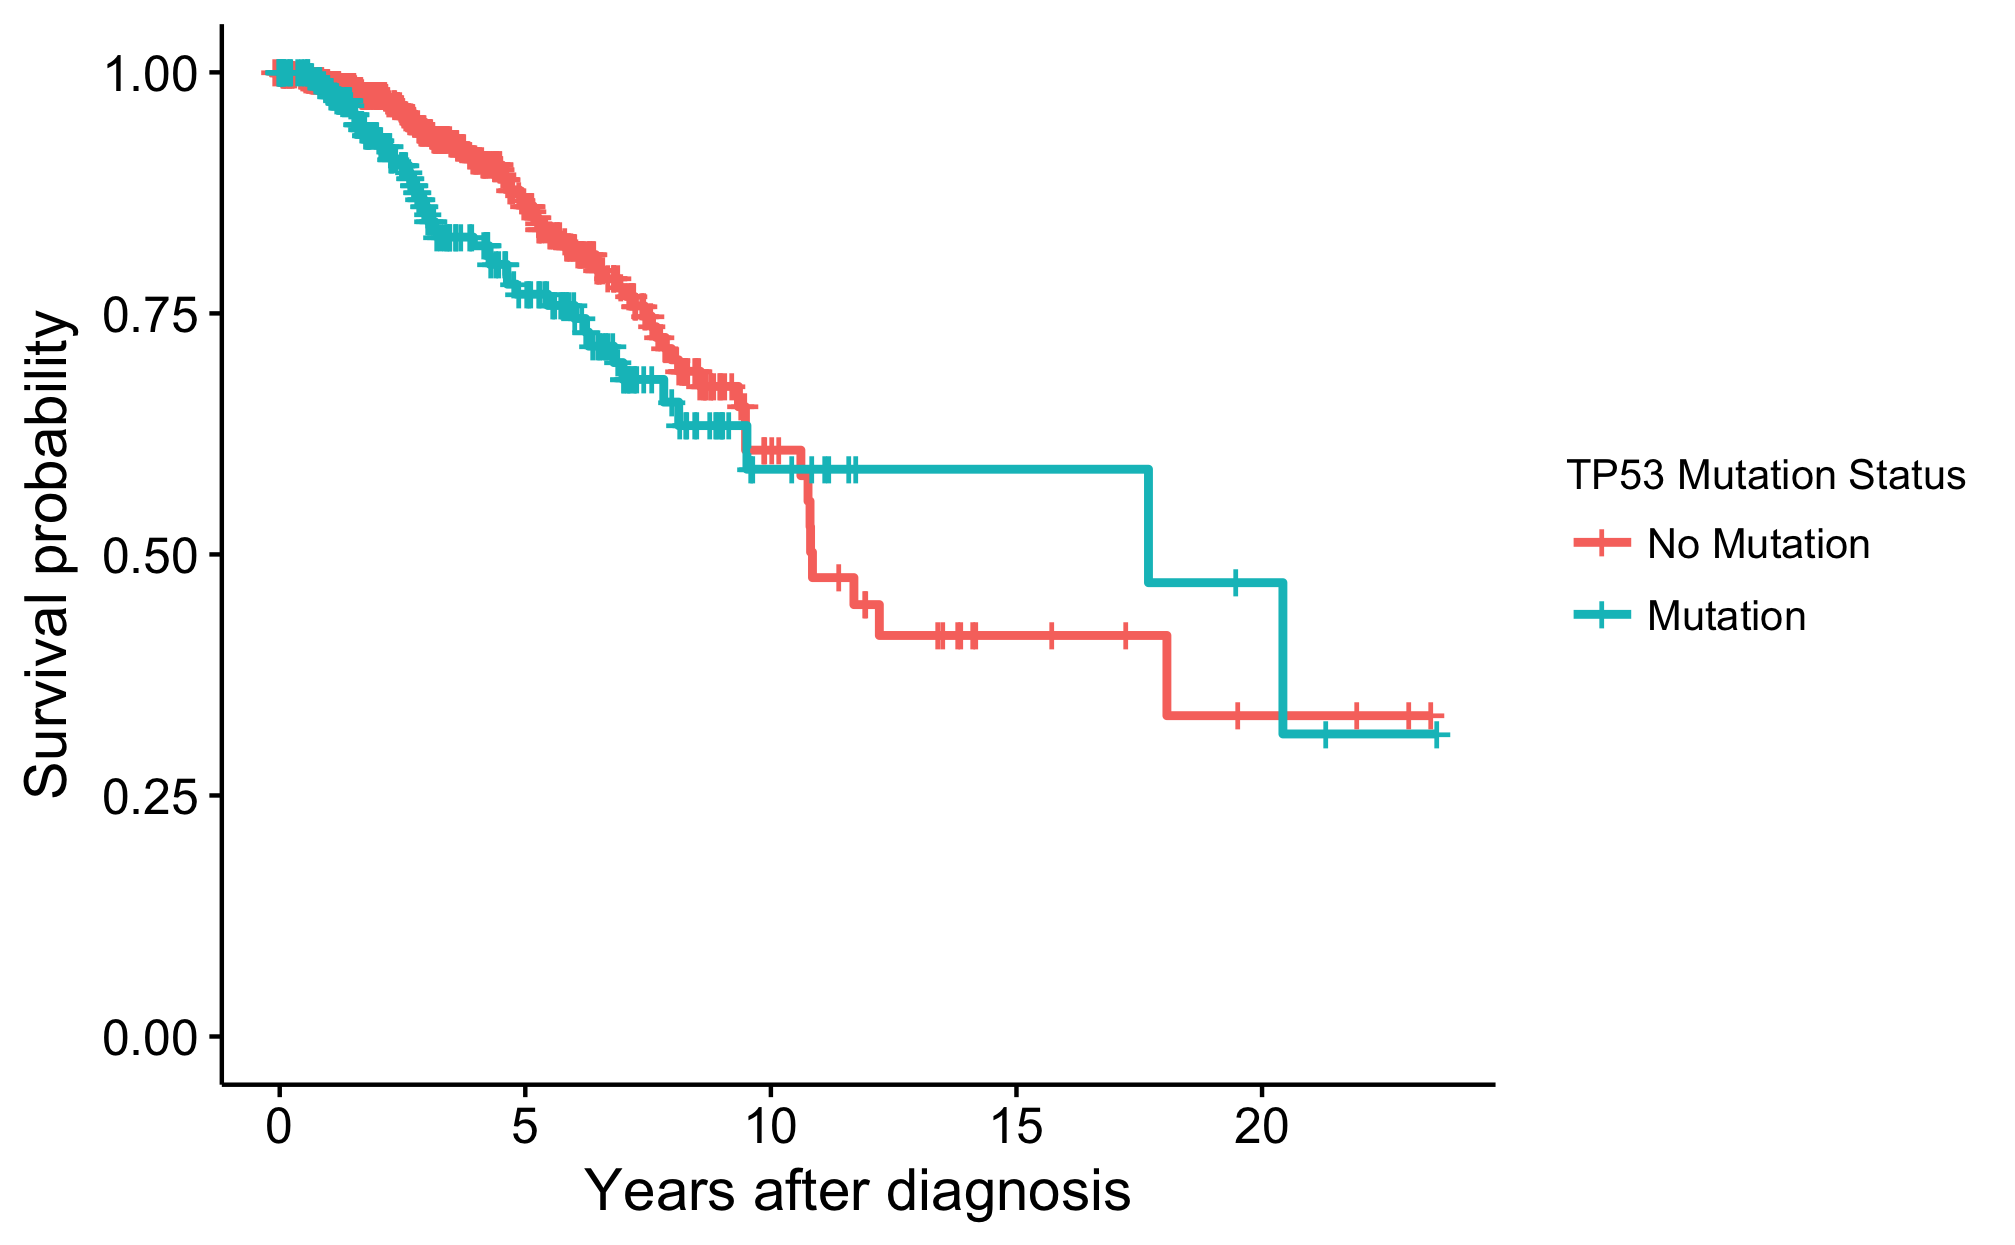 Survival probability
1.00
0.75
0.50
0.25
0.00
0 5 10 15 20
Years after diagnosis
TP53 Mutation Status
No Mutation
Mutation